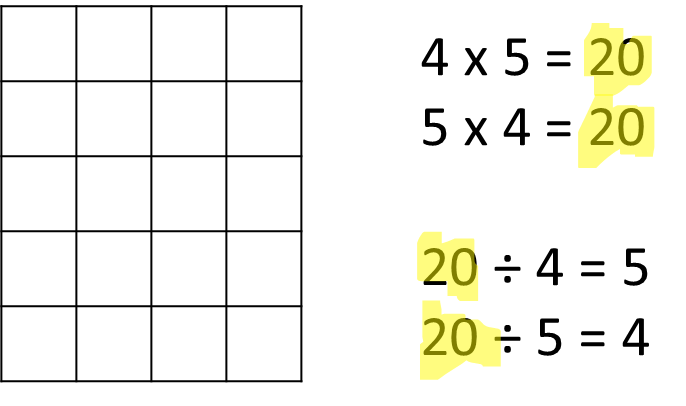 4 x 5 = 20
5 x 4 = 20
20 ÷ 4 = 5
20 ÷ 5 = 4